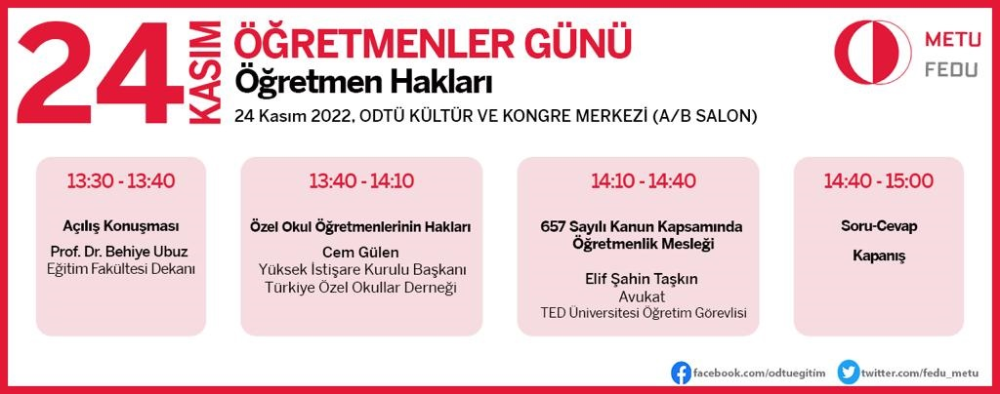 24
KASIM
ÖĞRETMENLER GÜNÜ
Öğretmen Hakları
24 Kasım 2022, ODTÜ KÜLTÜR VE KONGRE MERKEZİ (A/B SALON)
METU
FEDU
13:30 - 13:40
Açılış Konuşması
Prof. Dr. Behiye Ubuz
Eğitim Fakültesi Dekanı
13:40 - 14:10
Özel Okul Öğretmenlerinin Hakları
Cem Gülen
Yüksek İstişare Kurulu Başkanı
Türkiye Özel Okullar Derneği
14:10 - 14:40
657 Sayılı Kanun Kapsamında
Öğretmenlik Mesleği
Elif Şahin Taşkın
Avukat
TED Üniversitesi Öğretim Görevlisi
14:40 - 15:00
Soru-Cevap
Kapanış
facebook.com/odtuegitim
twitter.com/fedu_metu